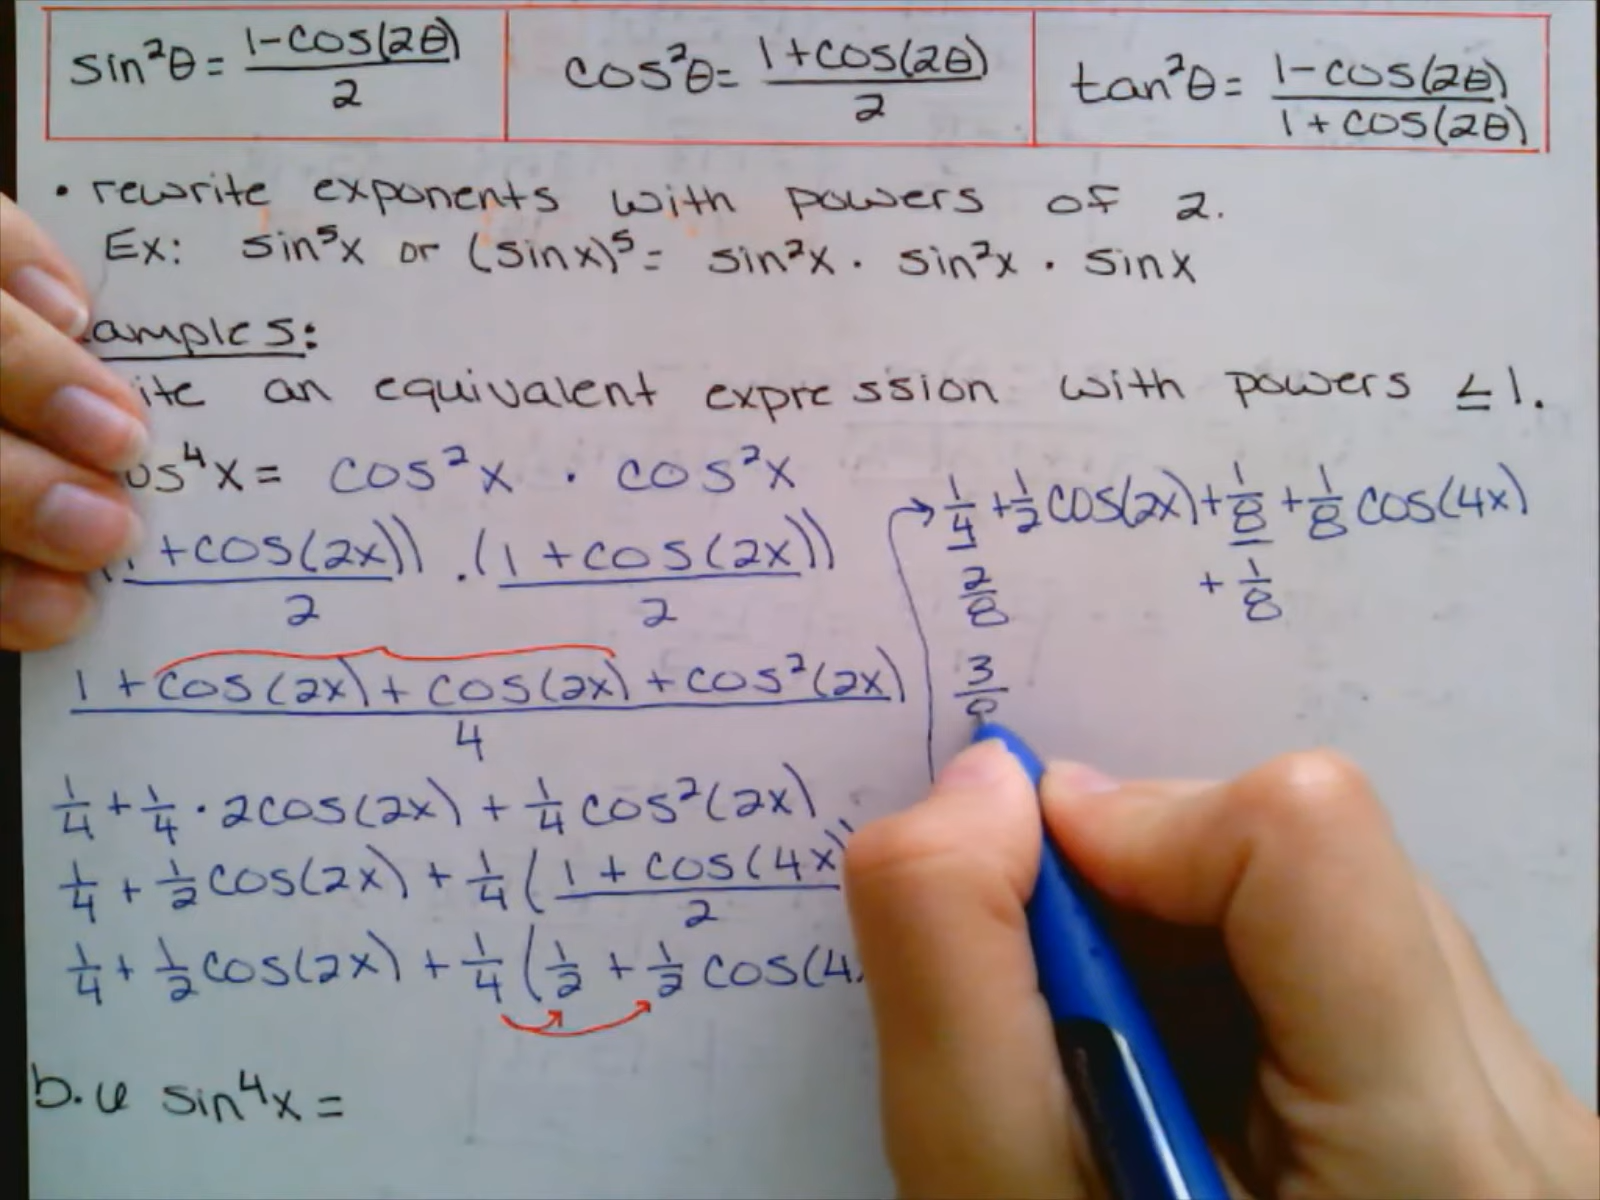 sin²θ = (1-cos(2θ))/2 cos²θ = (1+cos(2θ))/2 tan²θ = (1-cos(2θ))/(1+cos(2θ))
• rewrite exponents with powers of 2.
Ex: sin⁵x or (sinx)⁵ = sin²x · sin²x · sinx
amples:
ite an equivalent expression with powers ≤ 1.
os⁴x = cos²x · cos²x
+cos(2x))/2 · (1+cos(2x))/2
1+cos(2x)+cos(2x)+cos²(2x)/4
1/4 + 1/4 · 2cos(2x) + 1/4 cos²(2x)
1/4 + 1/2 cos(2x) + 1/4 (1+cos(4x)/2
1/4 + 1/2 cos(2x) + 1/4 (1/2 + 1/2 cos(4
→ 1/4 + 1/2 cos(2x) + 1/8 + 1/8 cos(4x)
2/8 + 1/8
3
b. sin⁴x =